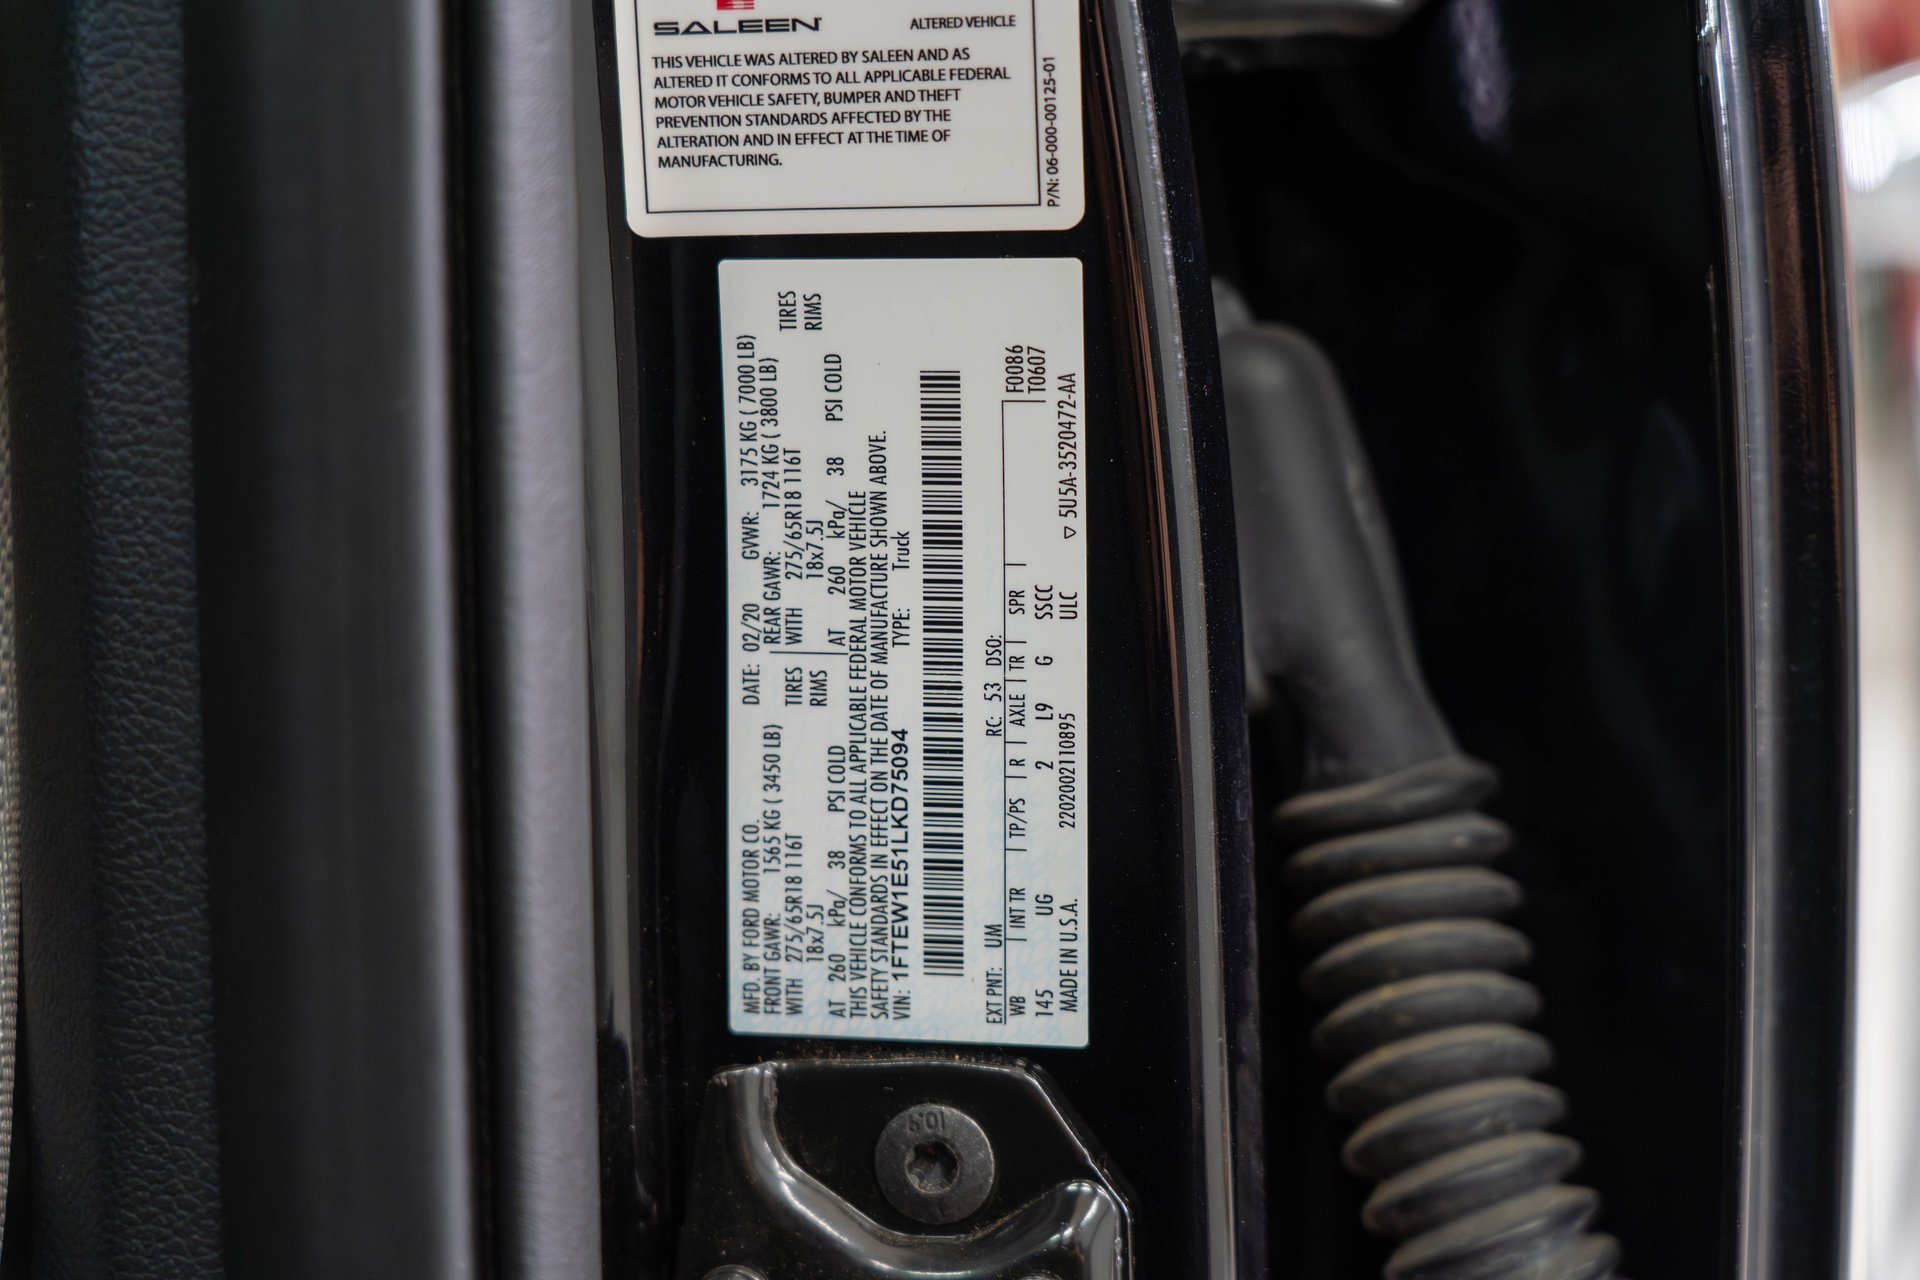 SALEEN
ALTERED VEHICLE
THIS VEHICLE WAS ALTERED BY SALEEN AND AS
ALTERED IT CONFORMS TO ALL APPLICABLE FEDERAL
MOTOR VEHICLE SAFETY, BUMPER AND THEFT
PREVENTION STANDARDS AFFECTED BY THE
ALTERATION AND IN EFFECT AT THE TIME OF
MANUFACTURING.
P/N: 06-000-00125-01
MFD. BY FORD MOTOR CO. DATE: 02/20 GVWR: 3175 KG ( 7000 LB)
FRONT GAWR: 1565 KG ( 3450 LB) REAR GAWR: 1724 KG ( 3800 LB)
WITH 275/65R18 116T TIRES WITH 275/65R18 116T TIRES
18x7.5J RIMS 18x7.5J RIMS
AT 260 kPa/ 38 PSI COLD AT 260 kPa/ 38 PSI COLD
THIS VEHICLE CONFORMS TO ALL APPLICABLE FEDERAL MOTOR VEHICLE
SAFETY STANDARDS IN EFFECT ON THE DATE OF MANUFACTURE SHOWN ABOVE.
VIN: 1FTEW1E51LKD75094 TYPE: Truck
EXT PNT: UM RC: 53 DSO: F0086
WB INT TR TP/PS R AXLE TR SPR T0607
145 UG 2 L9 G SSCC
MADE IN U.S.A. 2202002110895 ULC ▽ 5U5A-3520472-AA
10.9